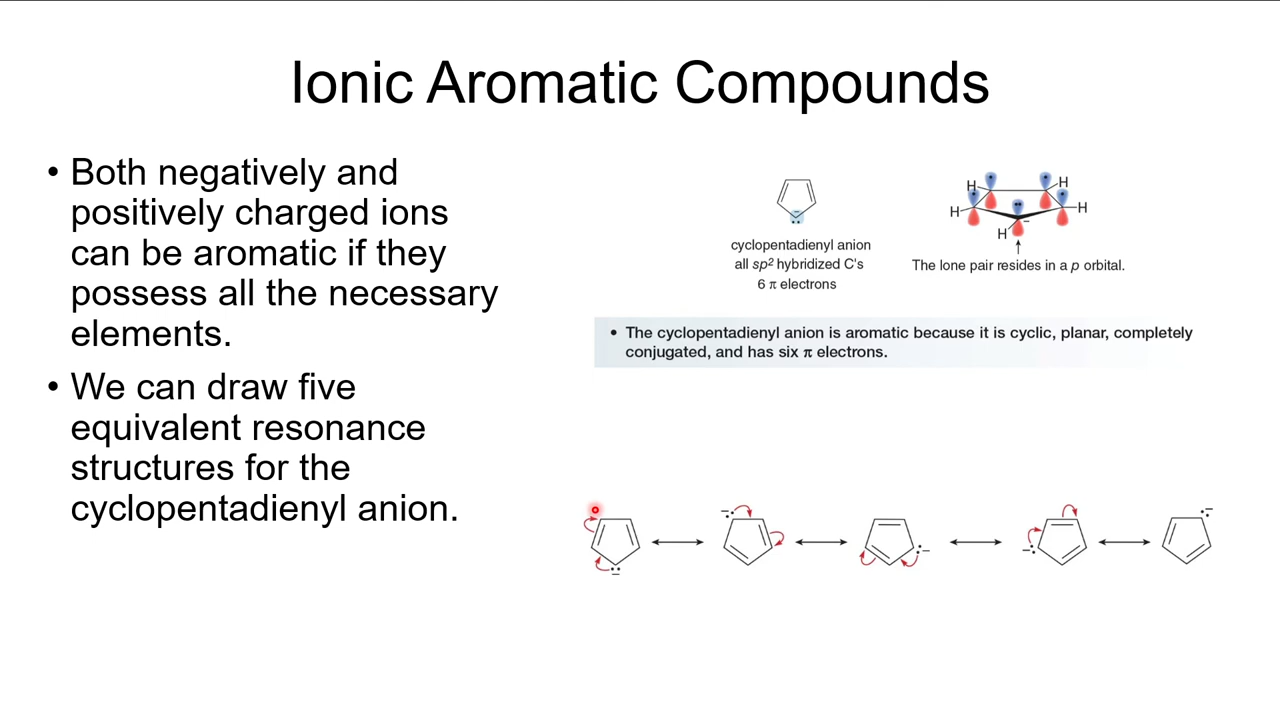 Ionic Aromatic Compounds
• Both negatively and
positively charged ions
can be aromatic if they
possess all the necessary
elements.
• We can draw five
equivalent resonance
structures for the
cyclopentadienyl anion.
cyclopentadienyl anion
all sp² hybridized C's
6 π electrons
H
H
H
H
H
The lone pair resides in a p orbital.
• The cyclopentadienyl anion is aromatic because it is cyclic, planar, completely
conjugated, and has six π electrons.